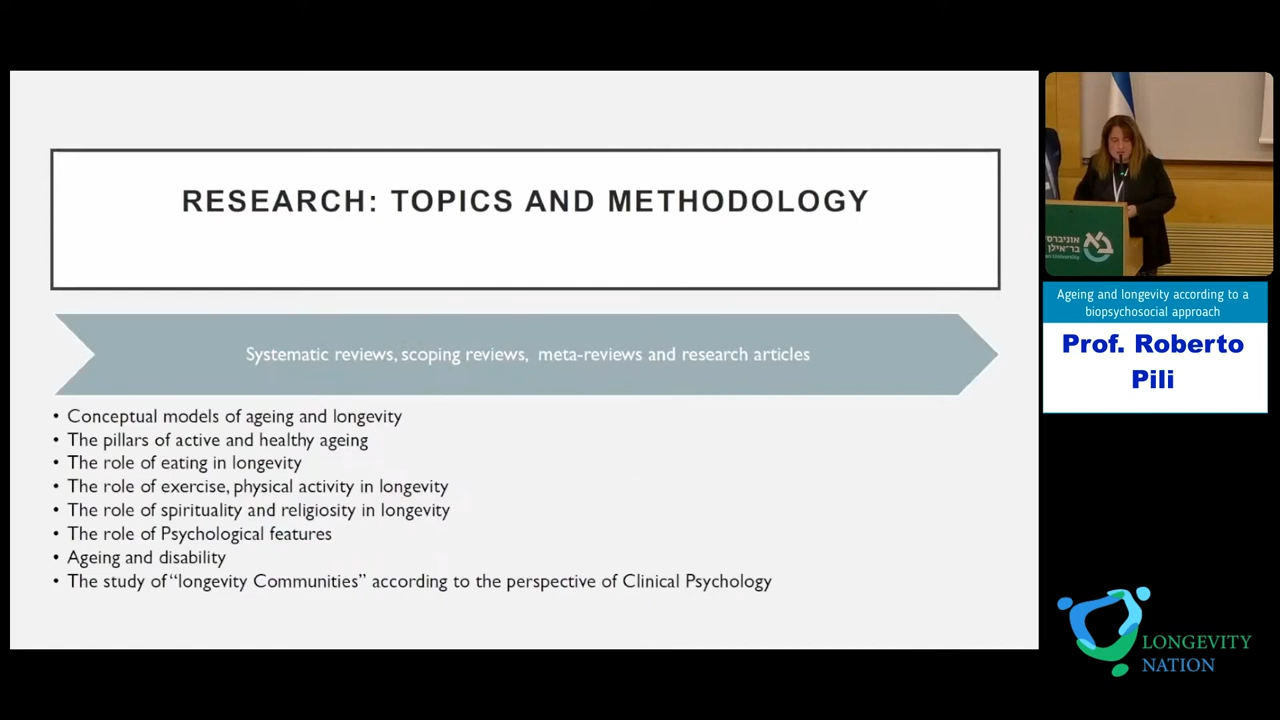 RESEARCH: TOPICS AND METHODOLOGY
Systematic reviews, scoping reviews, meta-reviews and research articles
• Conceptual models of ageing and longevity
• The pillars of active and healthy ageing
• The role of eating in longevity
• The role of exercise, physical activity in longevity
• The role of spirituality and religiosity in longevity
• The role of Psychological features
• Ageing and disability
• The study of “longevity Communities” according to the perspective of Clinical Psychology
אוניברסי
בר־אילן
University
Ageing and longevity according to a
biopsychosocial approach
Prof. Roberto
Pili
LONGEVITY
NATION